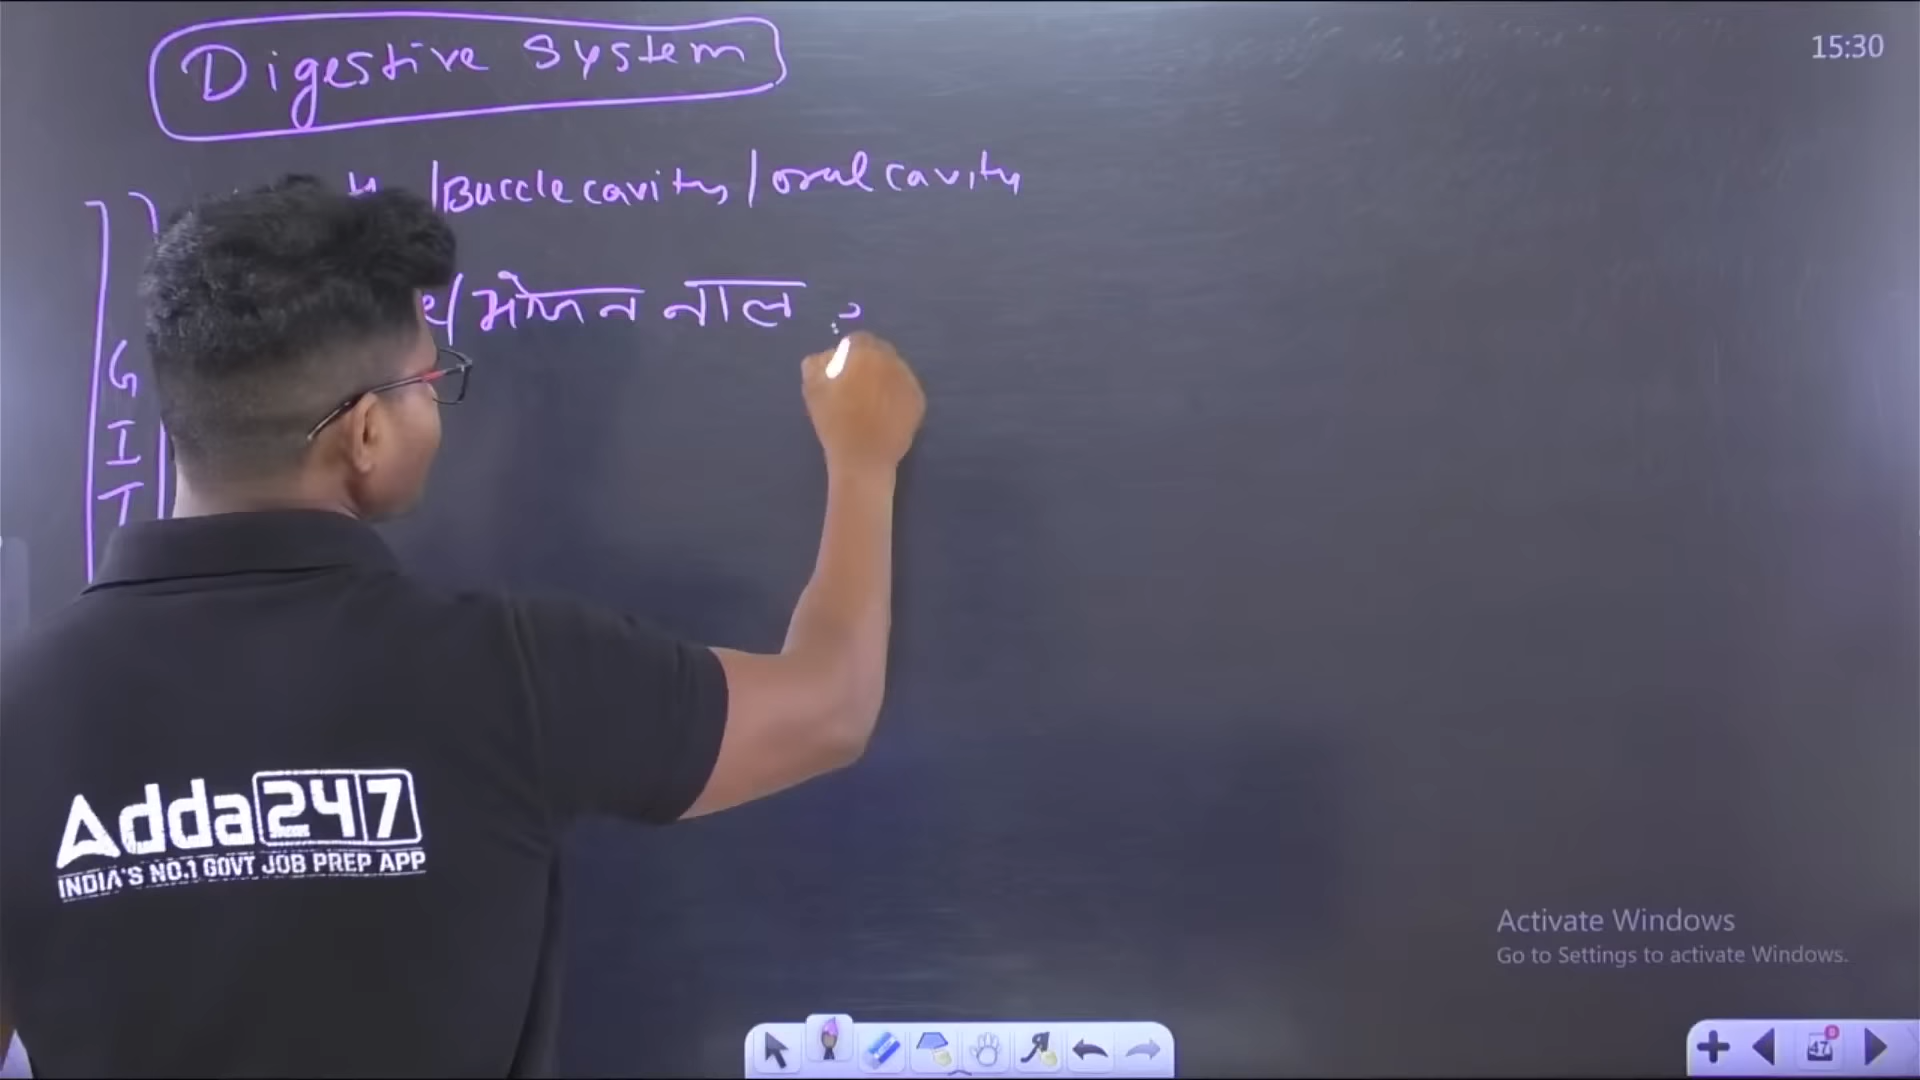 Digestive System
15:30
/Buccle cavity/oral cavity
e/भोजन नाल
G
I
T
Adda247
INDIA'S NO.1 GOVT JOB PREP APP
Activate Windows
Go to Settings to activate Windows.
47